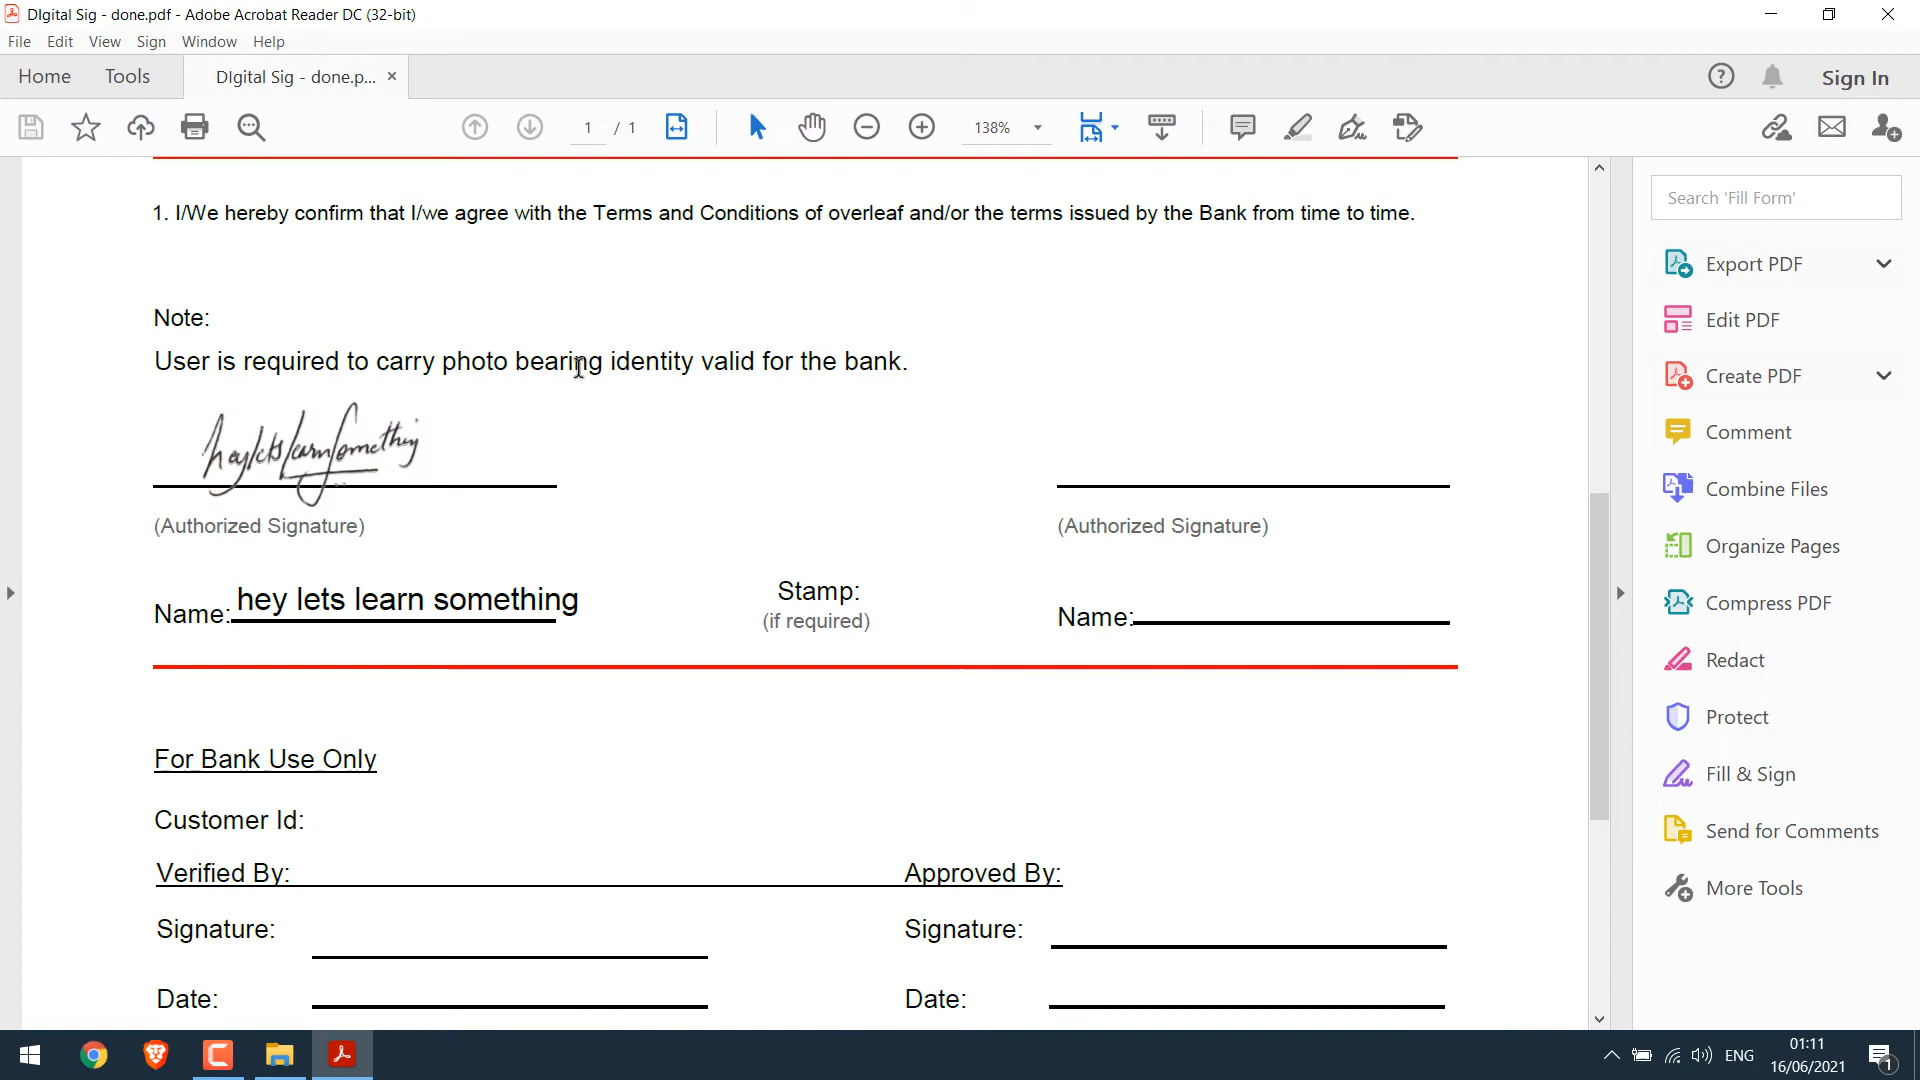 DIgital Sig - done.pdf - Adobe Acrobat Reader DC (32-bit)
File Edit View Sign Window Help
Home Tools DIgital Sig - done.p... × Sign In
1 / 1 138%
1. I/We hereby confirm that I/we agree with the Terms and Conditions of overleaf and/or the terms issued by the Bank from time to time.
Note:
User is required to carry photo bearing identity valid for the bank.
heyletslearnsomething
(Authorized Signature) (Authorized Signature)
Name: hey lets learn something Stamp: Name:
(if required)
For Bank Use Only
Customer Id:
Verified By: Approved By:
Signature: Signature:
Date: Date:
Search 'Fill Form'
Export PDF
Edit PDF
Create PDF
Comment
Combine Files
Organize Pages
Compress PDF
Redact
Protect
Fill & Sign
Send for Comments
More Tools
ENG
01:11
16/06/2021
1